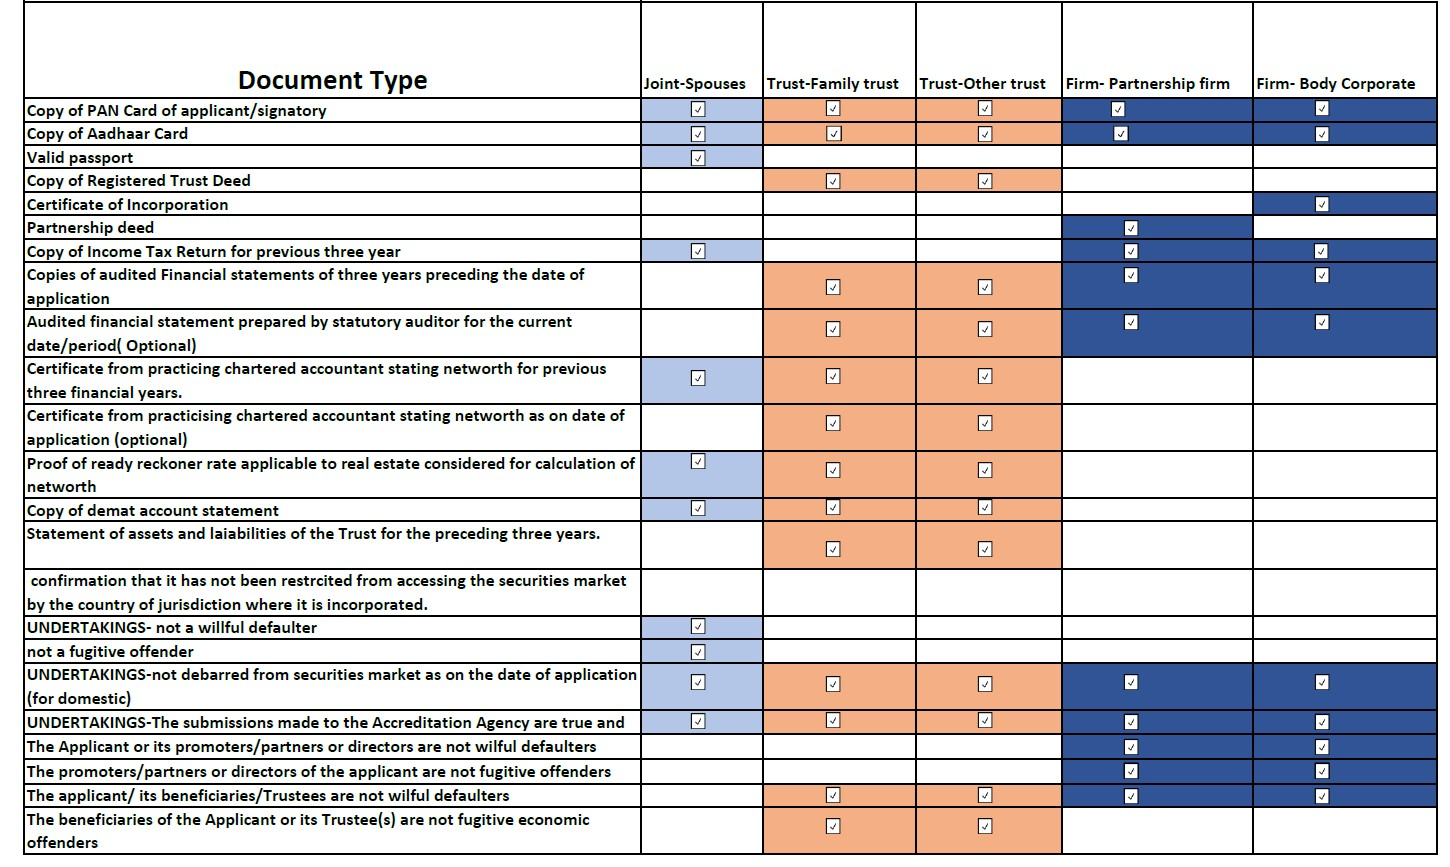 Document Type Joint-Spouses Trust-Family trust Trust-Other trust Firm- Partnership firm Firm- Body Corporate
Copy of PAN Card of applicant/signatory
Copy of Aadhaar Card
Valid passport
Copy of Registered Trust Deed
Certificate of Incorporation
Partnership deed
Copy of Income Tax Return for previous three year
Copies of audited Financial statements of three years preceding the date of
application
Audited financial statement prepared by statutory auditor for the current
date/period( Optional)
Certificate from practicing chartered accountant stating networth for previous
three financial years.
Certificate from practicising chartered accountant stating networth as on date of
application (optional)
Proof of ready reckoner rate applicable to real estate considered for calculation of
networth
Copy of demat account statement
Statement of assets and laiabilities of the Trust for the preceding three years.
confirmation that it has not been restrcited from accessing the securities market
by the country of jurisdiction where it is incorporated.
UNDERTAKINGS- not a willful defaulter
not a fugitive offender
UNDERTAKINGS-not debarred from securities market as on the date of application
(for domestic)
UNDERTAKINGS-The submissions made to the Accreditation Agency are true and
The Applicant or its promoters/partners or directors are not wilful defaulters
The promoters/partners or directors of the applicant are not fugitive offenders
The applicant/ its beneficiaries/Trustees are not wilful defaulters
The beneficiaries of the Applicant or its Trustee(s) are not fugitive economic
offenders